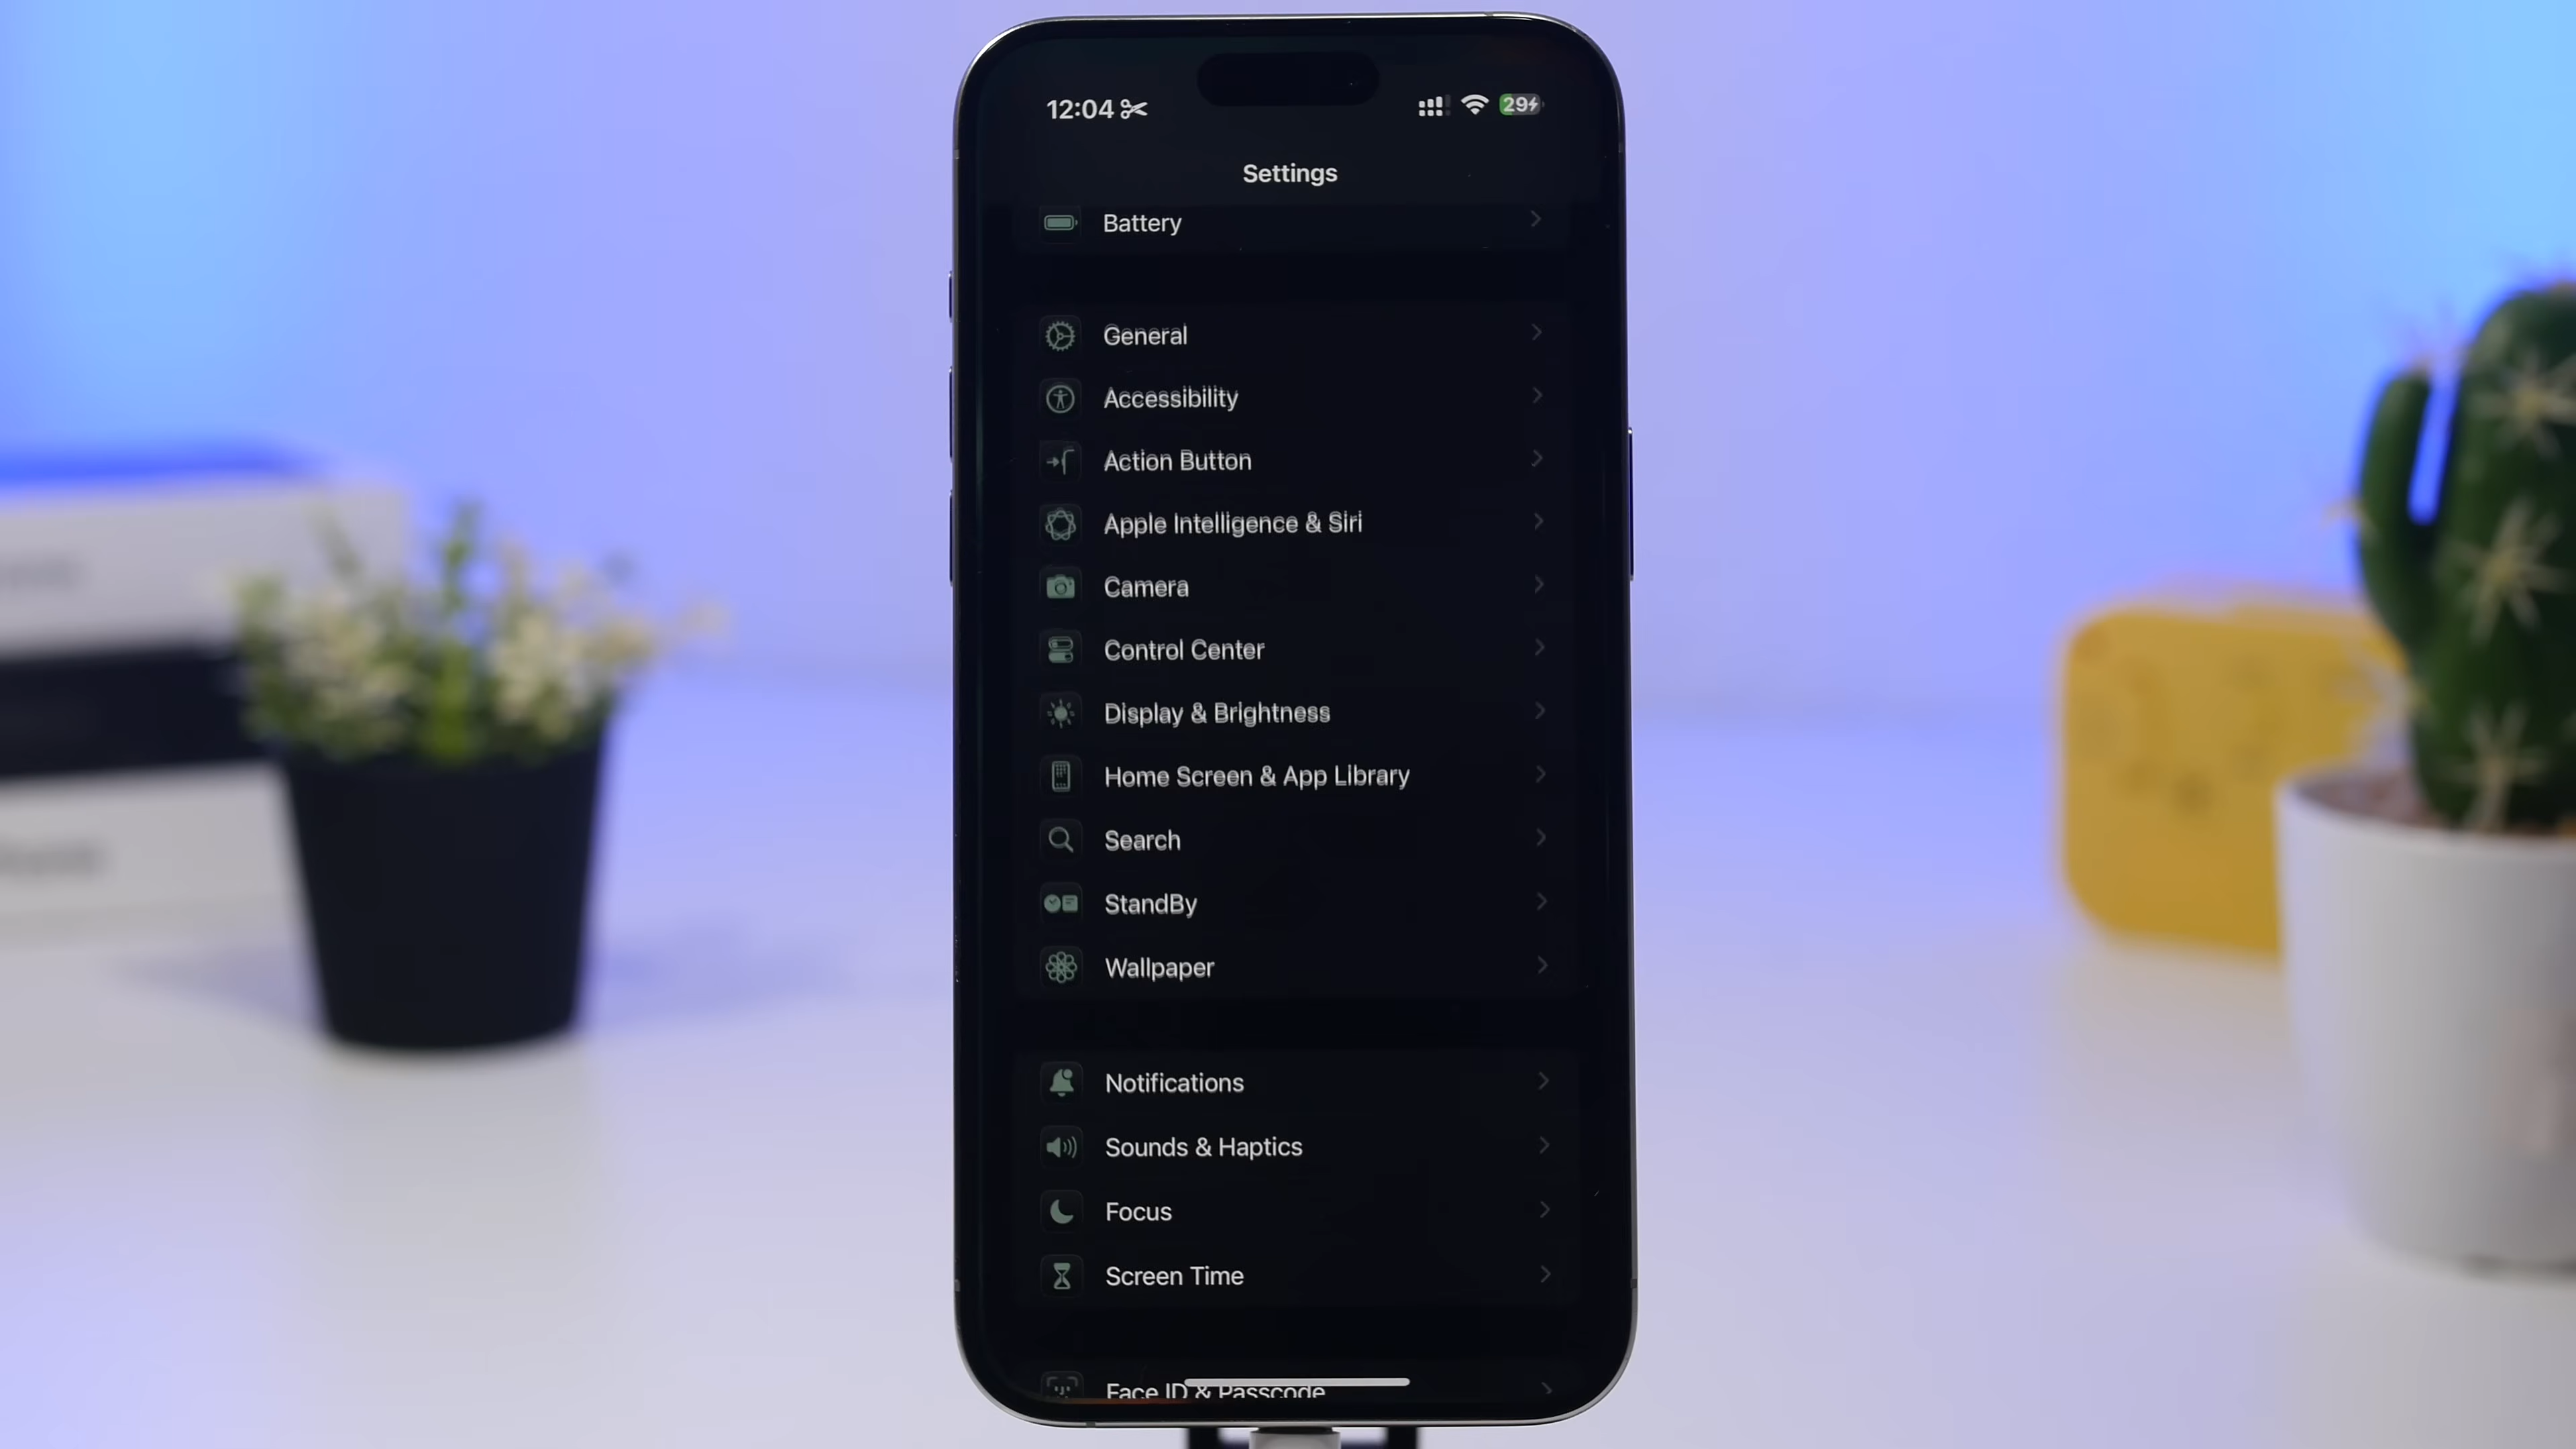 12:04
29
Settings
Battery
General
Accessibility
Action Button
Apple Intelligence & Siri
Camera
Control Center
Display & Brightness
Home Screen & App Library
Search
StandBy
Wallpaper
Notifications
Sounds & Haptics
Focus
Screen Time
Face ID & Passcode